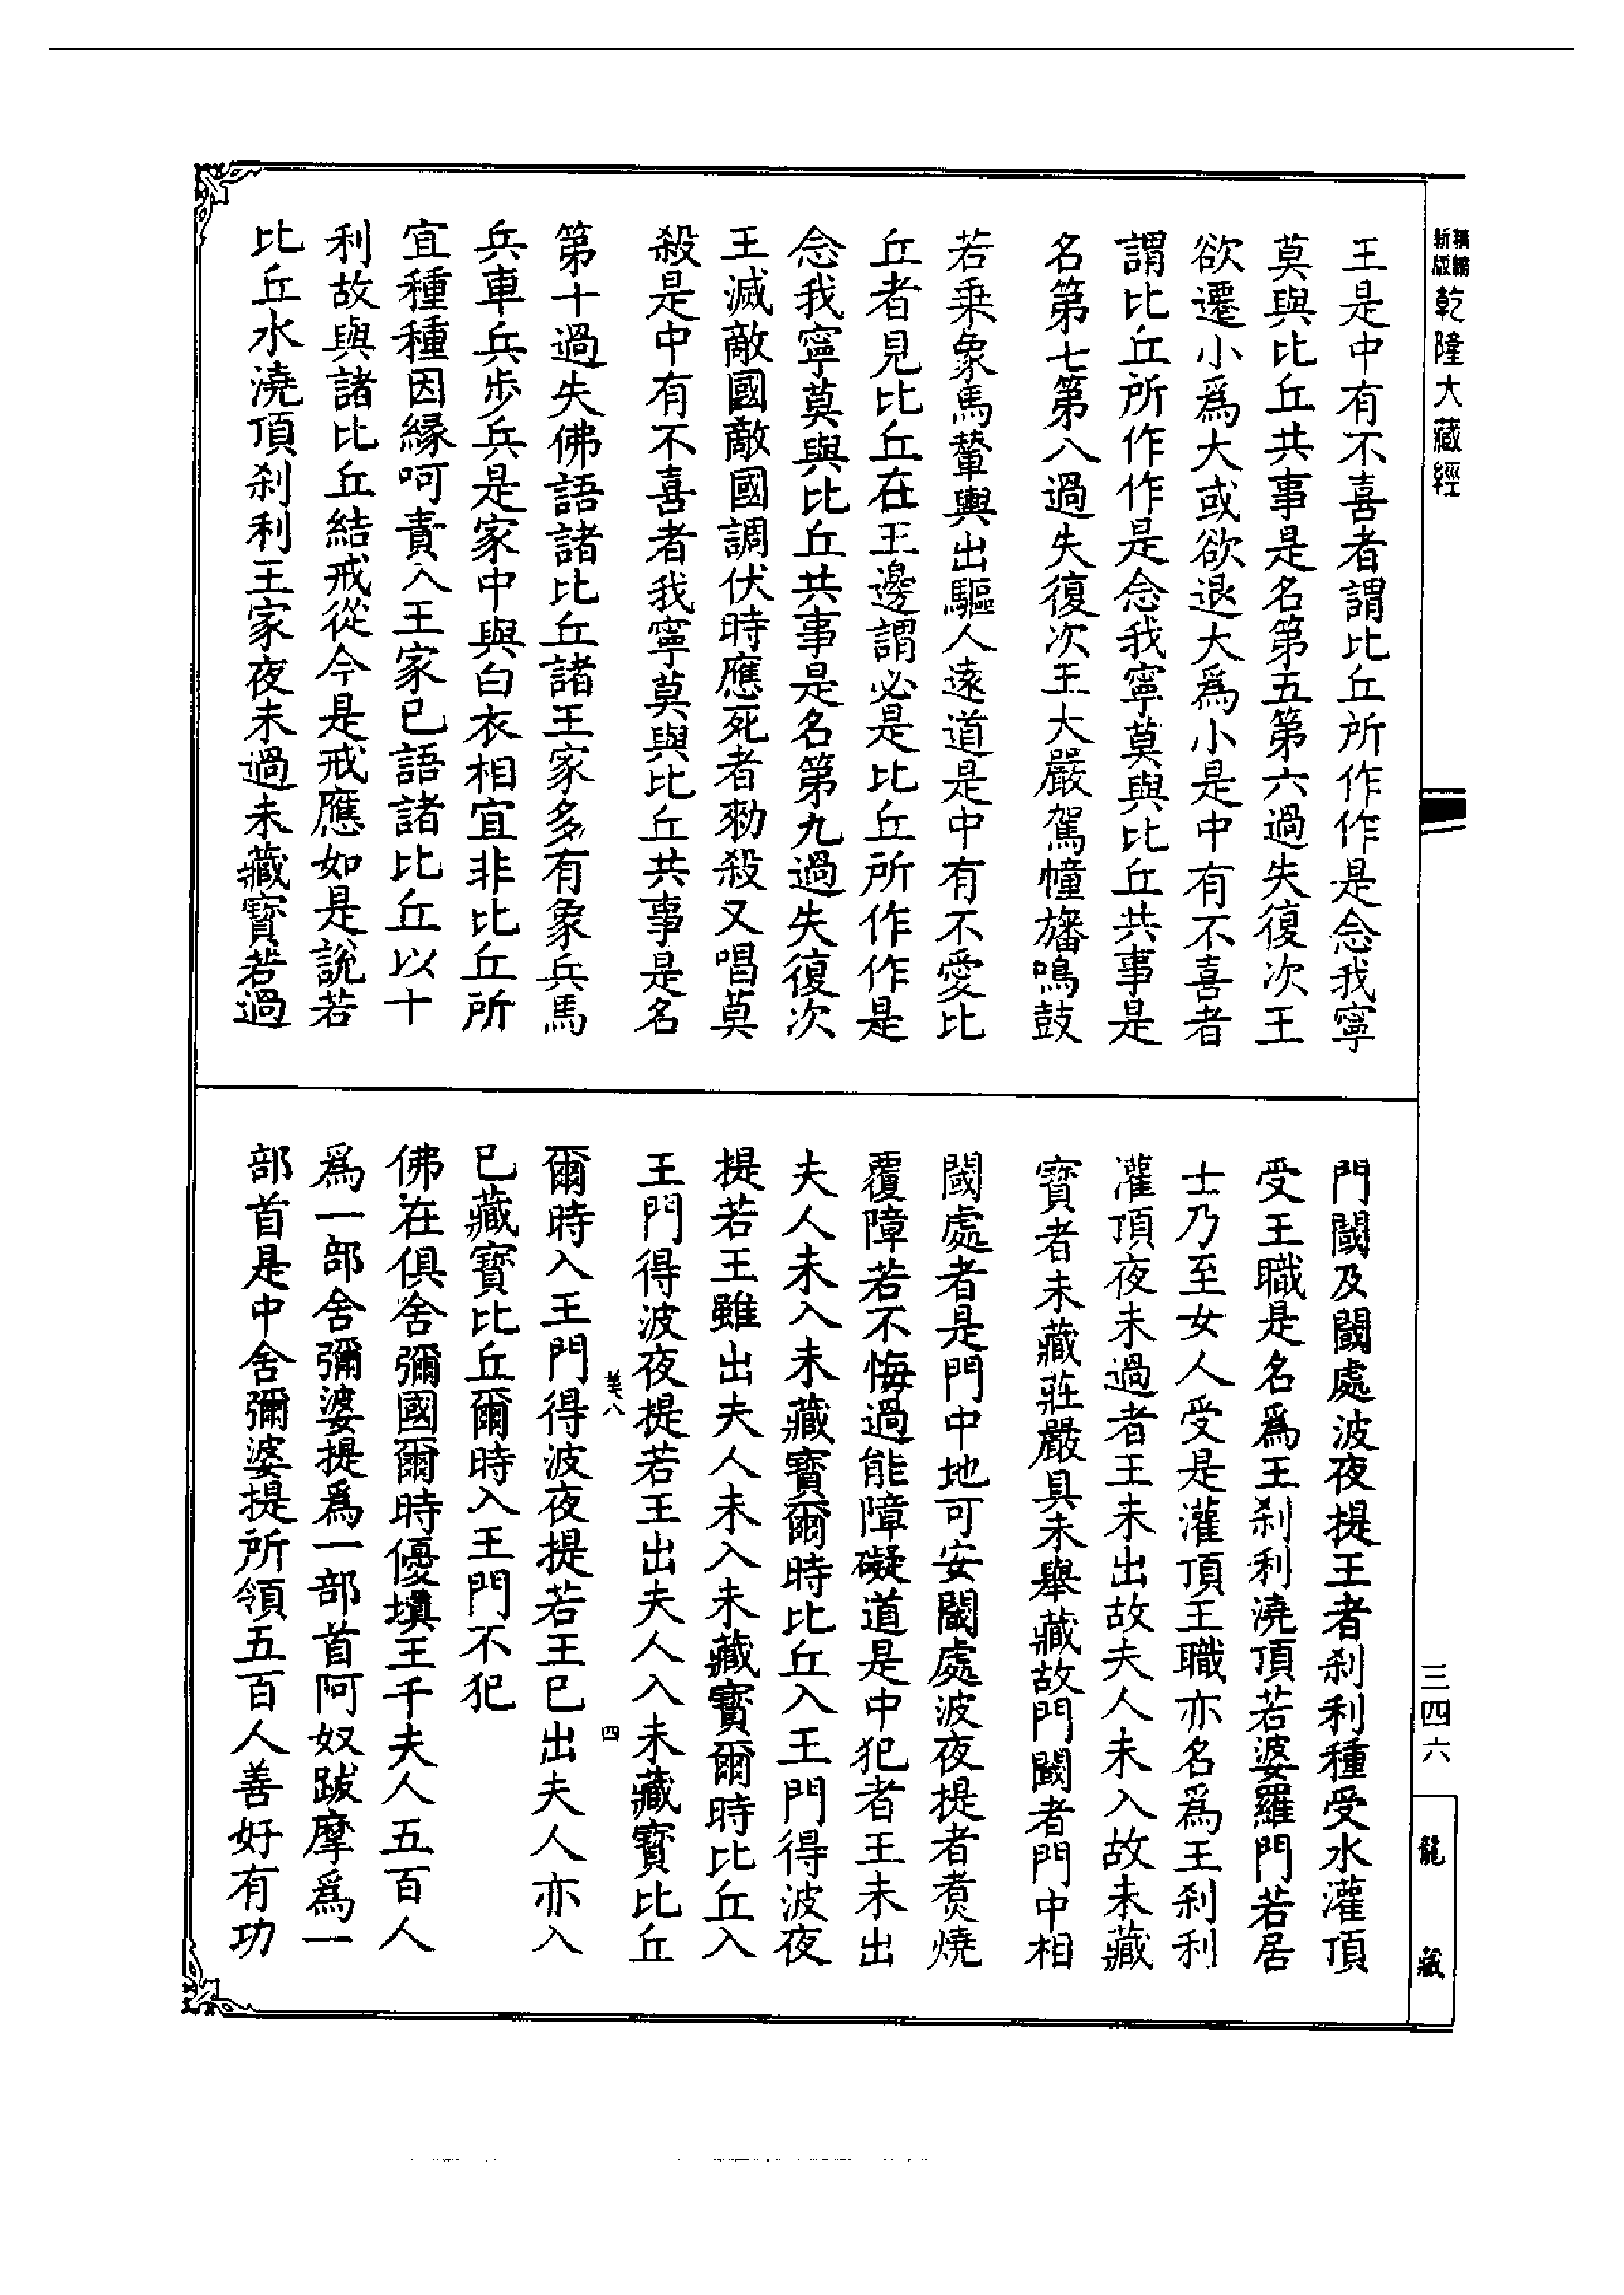 新版精編乾隆大藏經
王是中有不喜者謂比丘所作作是念我寧
莫與比丘共事是名第五第六過失復次王
欲遷小爲大或欲退大爲小是中有不喜者
謂比丘所作作是念我寧莫與比丘共事是
名第七第八過失復次王大嚴駕幢旛鳴鼓
若乘象馬輦輿出驅人遠道是中有不愛比
丘者見比丘在王邊謂必是比丘所作作是
念我寧莫與比丘共事是名第九過失復次
王滅敵國敵國調伏時應死者勑殺又唱莫
殺是中有不喜者我寧莫與比丘共事是名
第十過失佛語諸比丘諸王家多有象兵馬
兵車兵步兵是家中與白衣相宜非比丘所
宜種種因緣呵責入王家已語諸比丘以十
利故與諸比丘結戒從今是戒應如是說若
比丘水澆頂刹利王家夜未過未藏寶若過
門閫及閫處波夜提王者刹利種受水灌頂
受王職是名爲王刹利澆頂若婆羅門若居
士乃至女人受是灌頂王職亦名爲王刹利
灌頂夜未過者王未出故夫人未入故未藏
寶者未藏莊嚴具未舉藏故門閫者門中相
閫處者是門中地可安閫處波夜提者煑燒
覆障若不悔過能障礙道是中犯者王未出
夫人未入未藏寶爾時比丘入王門得波夜
提若王雖出夫人未入未藏寶爾時比丘入
王門得波夜提若王出夫人入未藏寶比丘
美八
四
爾時入王門得波夜提若王已出夫人亦入
已藏寶比丘爾時入王門不犯
佛在俱舍彌國爾時優填王千夫人五百人
爲一部舍彌婆提爲一部首阿奴跋摩爲一
部首是中舍彌婆提所領五百人善好有功
三四六
龍藏